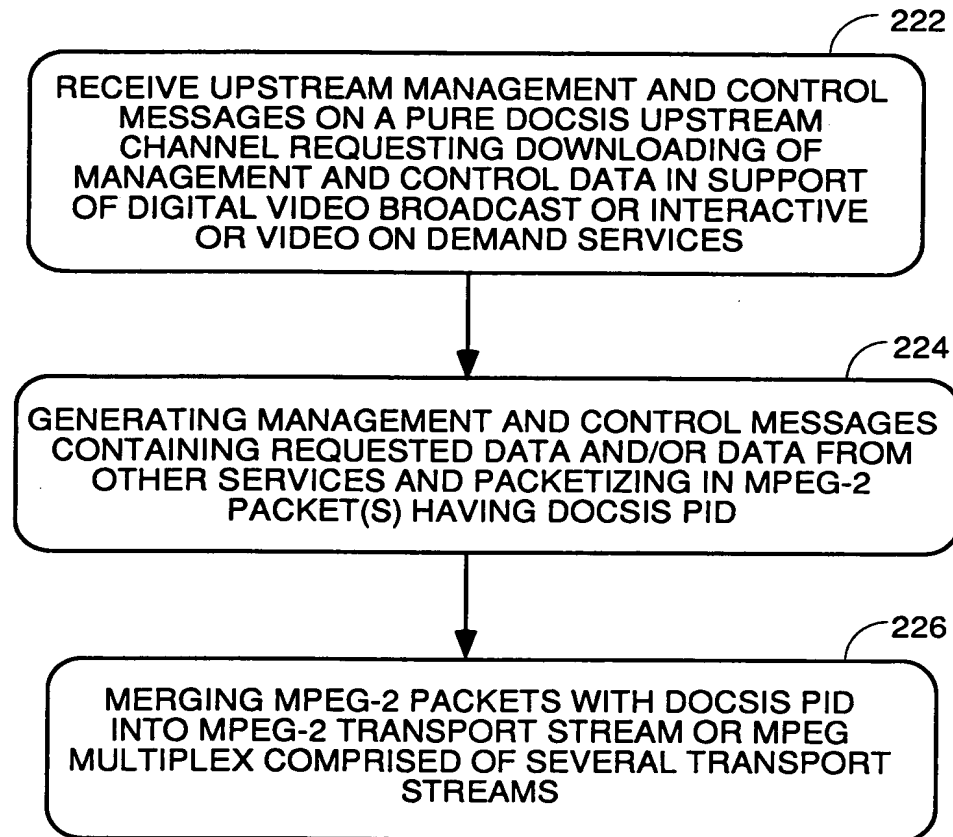 222
RECEIVE UPSTREAM MANAGEMENT AND CONTROL
MESSAGES ON A PURE DOCSIS UPSTREAM
CHANNEL REQUESTING DOWNLOADING OF
MANAGEMENT AND CONTROL DATA IN SUPPORT
OF DIGITAL VIDEO BROADCAST OR INTERACTIVE
OR VIDEO ON DEMAND SERVICES
224
GENERATING MANAGEMENT AND CONTROL MESSAGES
CONTAINING REQUESTED DATA AND/OR DATA FROM
OTHER SERVICES AND PACKETIZING IN MPEG-2
PACKET(S) HAVING DOCSIS PID
226
MERGING MPEG-2 PACKETS WITH DOCSIS PID
INTO MPEG-2 TRANSPORT STREAM OR MPEG
MULTIPLEX COMPRISED OF SEVERAL TRANSPORT
STREAMS